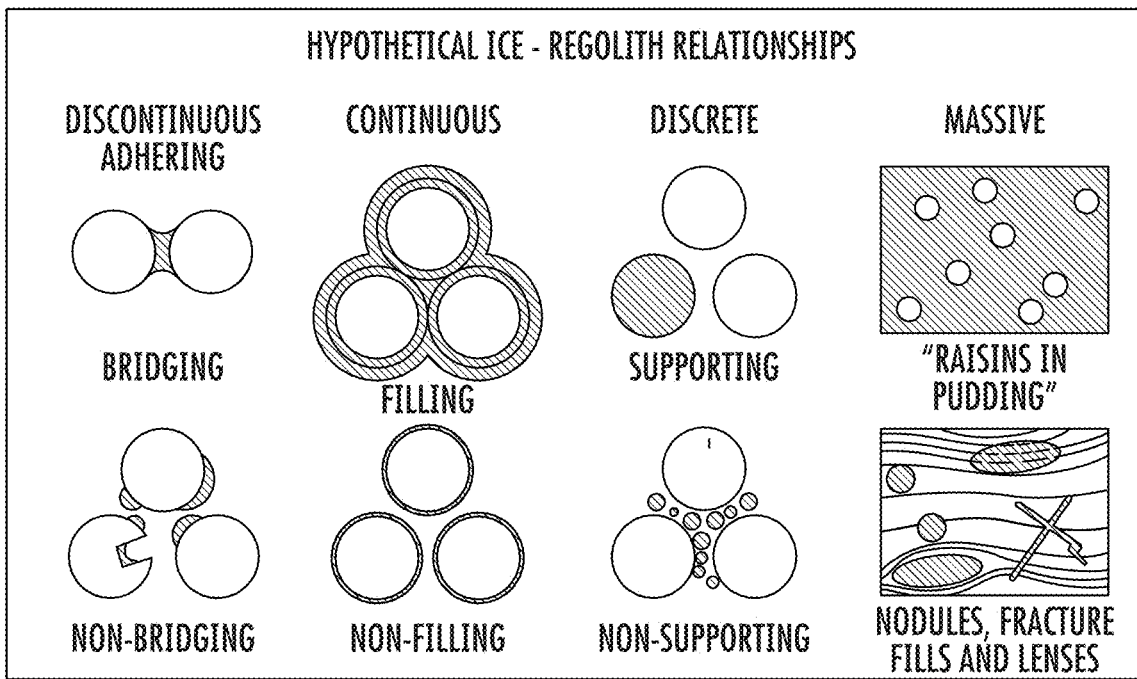 HYPOTHETICAL ICE - REGOLITH RELATIONSHIPS
DISCONTINUOUS
ADHERING
CONTINUOUS
DISCRETE
MASSIVE
BRIDGING
FILLING
SUPPORTING
"RAISINS IN
PUDDING"
NON-BRIDGING
NON-FILLING
NON-SUPPORTING
NODULES, FRACTURE
FILLS AND LENSES